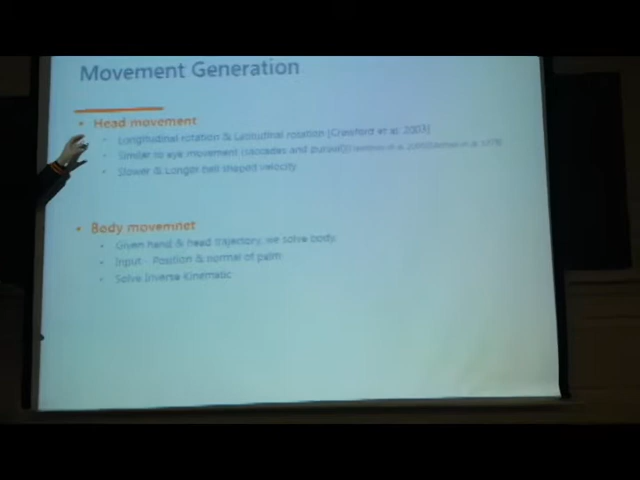 Movement Generation
• Head movement
• Longitudinal rotation & Latitudinal rotation [Crawford et al. 2003]
• Similar to eye movement (saccades and pursuit)
• Slower & Longer bell shaped velocity
• Body movemnet
• Given hand & head trajectory, we solve body.
• Input: Position & normal of palm
• Solve Inverse Kinematic